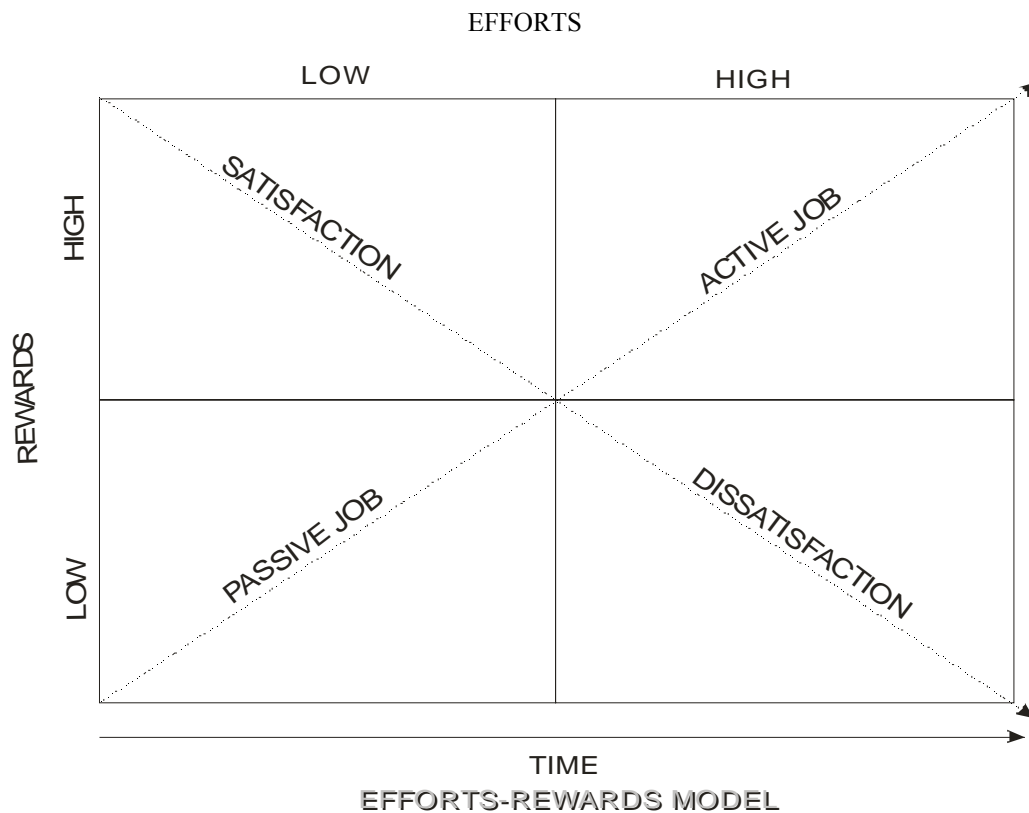 EFFORTS
LOW
HIGH
HIGH
SATISFACTION
ACTIVE JOB
REWARDS
LOW
PASSIVE JOB
DISSATISFACTION
TIME
EFFORTS-REWARDS MODEL